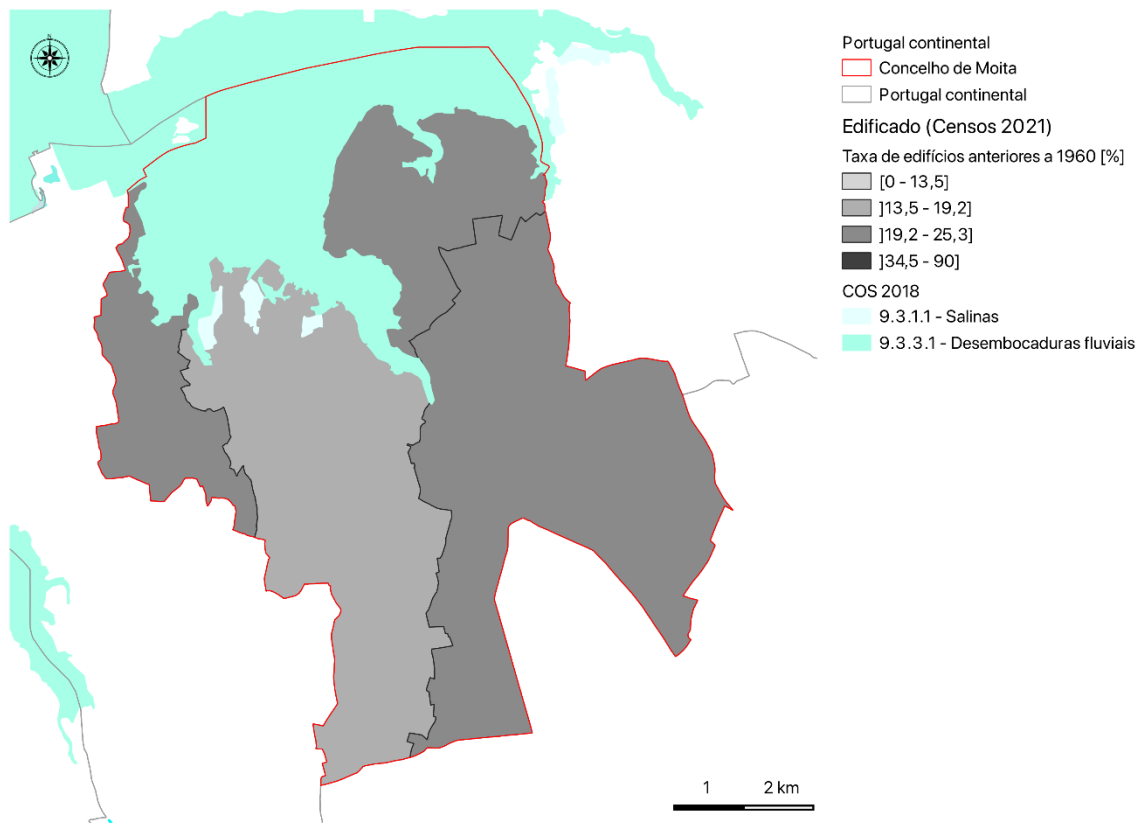 Portugal continental
Concelho de Moita
Portugal continental
Edificado (Censos 2021)
Taxa de edifícios anteriores a 1960 [%]
[0 - 13,5]
]13,5 - 19,2]
]19,2 - 25,3]
]34,5 - 90]
COS 2018
9.3.1.1 - Salinas
9.3.3.1 - Desembocaduras fluviais
1 2 km